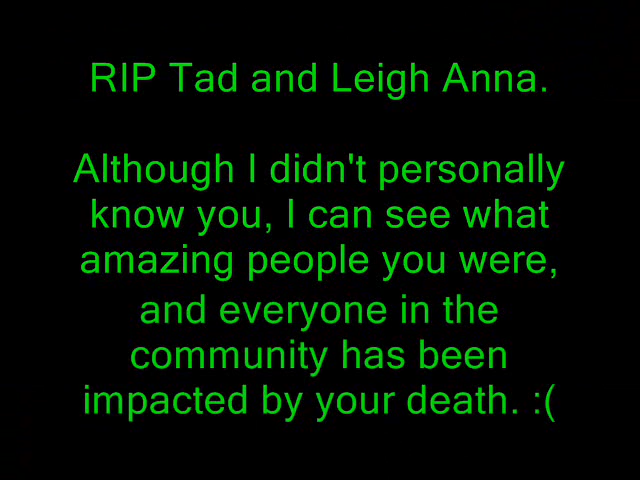 RIP Tad and Leigh Anna.
Although I didn't personally
know you, I can see what
amazing people you were,
and everyone in the
community has been
impacted by your death. :(